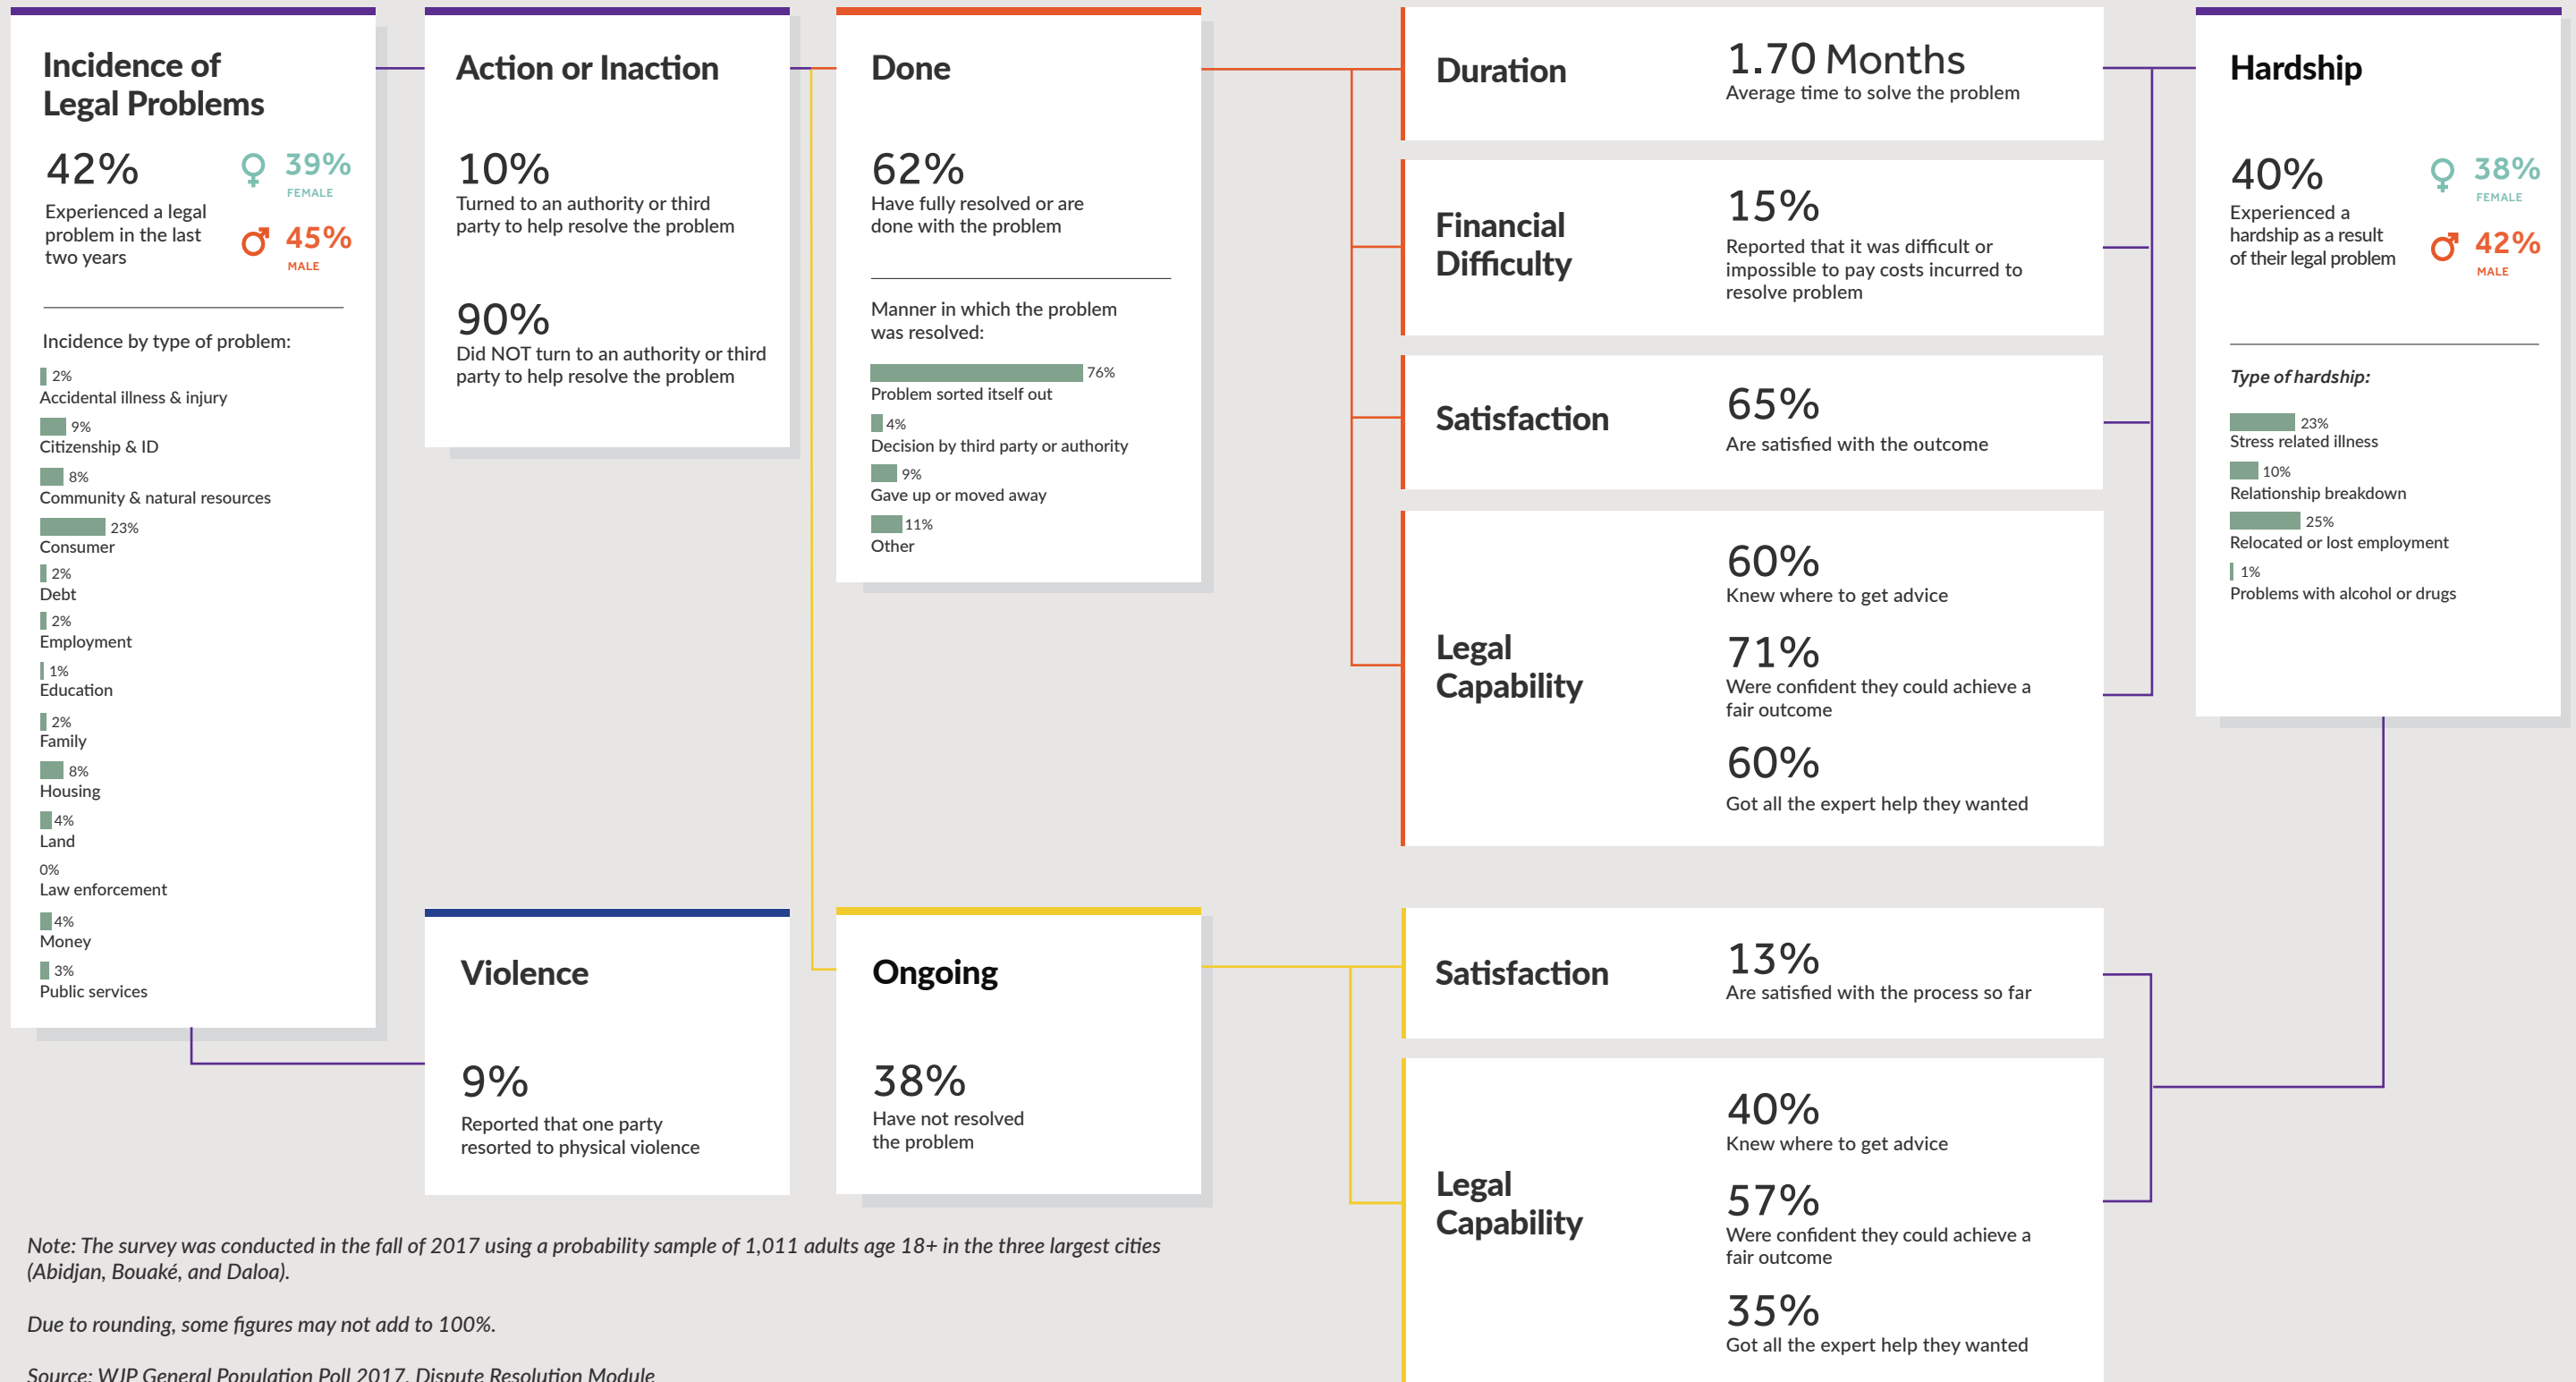 Incidence of
Legal Problems
42%
Experienced a legal
problem in the last
two years
39%
FEMALE
45%
MALE
Incidence by type of problem:
2%
Accidental illness & injury
9%
Citizenship & ID
8%
Community & natural resources
23%
Consumer
2%
Debt
2%
Employment
1%
Education
2%
Family
8%
Housing
4%
Land
0%
Law enforcement
4%
Money
3%
Public services
Action or Inaction
10%
Turned to an authority or third
party to help resolve the problem
90%
Did NOT turn to an authority or third
party to help resolve the problem
Violence
9%
Reported that one party
resorted to physical violence
Done
62%
Have fully resolved or are
done with the problem
Manner in which the problem
was resolved:
76%
Problem sorted itself out
4%
Decision by third party or authority
9%
Gave up or moved away
11%
Other
Ongoing
38%
Have not resolved
the problem
Duration
1.70 Months
Average time to solve the problem
Financial
Difficulty
15%
Reported that it was difficult or
impossible to pay costs incurred to
resolve problem
Satisfaction
65%
Are satisfied with the outcome
Legal
Capability
60%
Knew where to get advice
71%
Were confident they could achieve a
fair outcome
60%
Got all the expert help they wanted
Satisfaction
13%
Are satisfied with the process so far
Legal
Capability
40%
Knew where to get advice
57%
Were confident they could achieve a
fair outcome
35%
Got all the expert help they wanted
Hardship
40%
Experienced a
hardship as a result
of their legal problem
38%
FEMALE
42%
MALE
Type of hardship:
23%
Stress related illness
10%
Relationship breakdown
25%
Relocated or lost employment
1%
Problems with alcohol or drugs
Note: The survey was conducted in the fall of 2017 using a probability sample of 1,011 adults age 18+ in the three largest cities
(Abidjan, Bouaké, and Daloa).
Due to rounding, some figures may not add to 100%.
Source: WJP General Population Poll 2017, Dispute Resolution Module